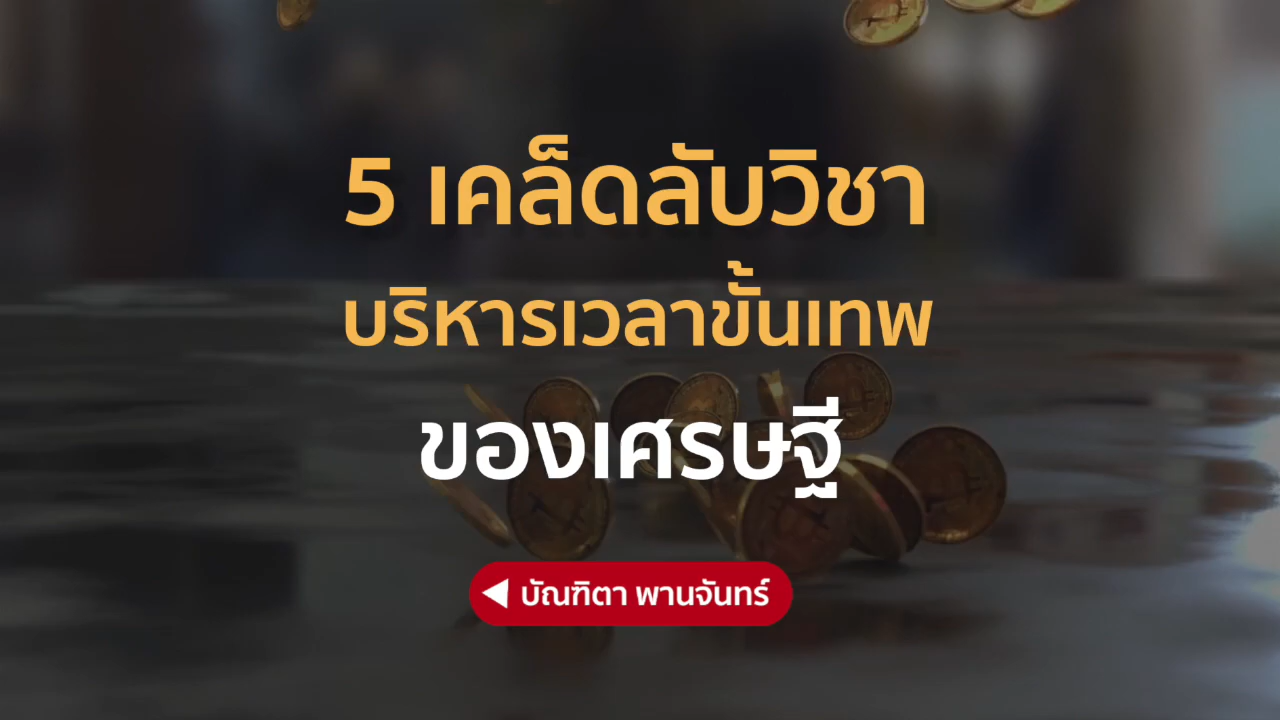 5 เคล็ดลับวิชา
บริหารเวลาขั้นเทพ
ของเศรษฐี
บัณฑิตา พานจันทร์